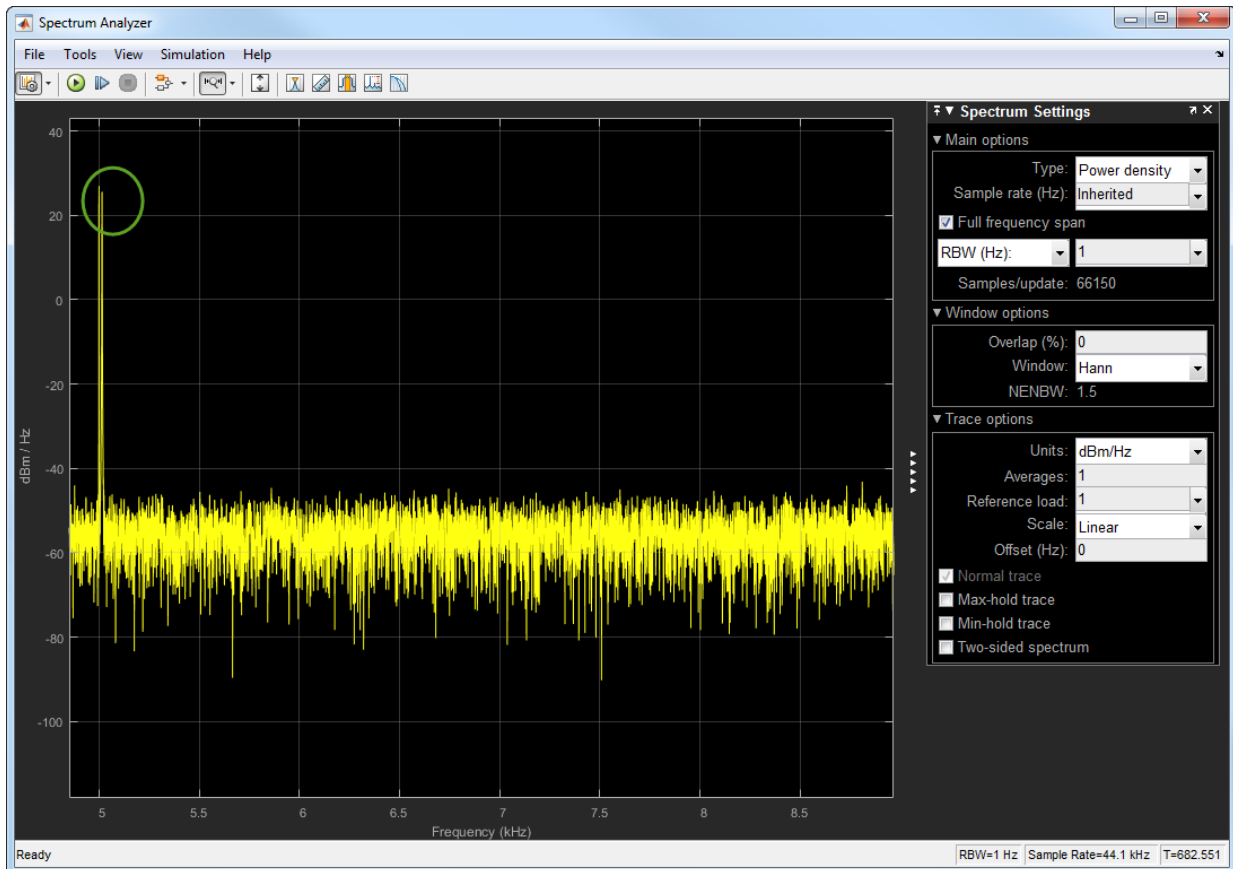 Spectrum Analyzer
File Tools View Simulation Help
40
20
0
-20
-40
-60
-80
-100
dBm / Hz
5 5.5 6 6.5 7 7.5 8 8.5
Frequency (kHz)
Spectrum Settings
Main options
Type: Power density
Sample rate (Hz): Inherited
Full frequency span
RBW (Hz): 1
Samples/update: 66150
Window options
Overlap (%): 0
Window: Hann
NENBW: 1.5
Trace options
Units: dBm/Hz
Averages: 1
Reference load: 1
Scale: Linear
Offset (Hz): 0
Normal trace
Max-hold trace
Min-hold trace
Two-sided spectrum
Ready RBW=1 Hz Sample Rate=44.1 kHz T=682.551